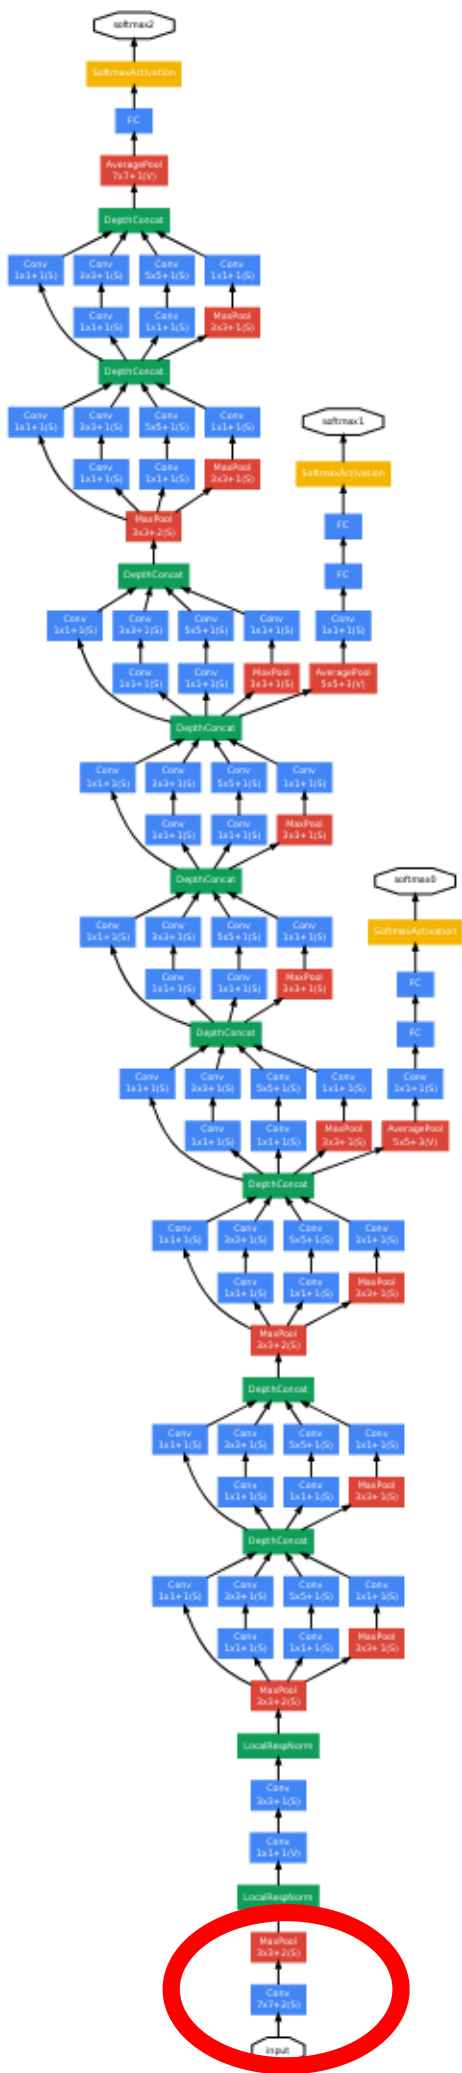 softmax2
SoftmaxActivation
FC
AveragePool
7x7+1(V)
DepthConcat
Conv Conv Conv Conv
1x1+1(S) 3x3+1(S) 5x5+1(S) 1x1+1(S)
Conv Conv MaxPool
1x1+1(S) 1x1+1(S) 3x3+1(S)
DepthConcat
Conv Conv Conv Conv
1x1+1(S) 3x3+1(S) 5x5+1(S) 1x1+1(S)
softmax1
Conv Conv MaxPool
1x1+1(S) 1x1+1(S) 3x3+1(S)
SoftmaxActivation
MaxPool
3x3+2(S)
FC
DepthConcat
FC
Conv Conv Conv Conv Conv
1x1+1(S) 3x3+1(S) 5x5+1(S) 1x1+1(S) 1x1+1(S)
Conv Conv MaxPool AveragePool
1x1+1(S) 1x1+1(S) 3x3+1(S) 5x5+3(V)
DepthConcat
Conv Conv Conv Conv
1x1+1(S) 3x3+1(S) 5x5+1(S) 1x1+1(S)
Conv Conv MaxPool
1x1+1(S) 1x1+1(S) 3x3+1(S)
DepthConcat
softmax0
Conv Conv Conv Conv
1x1+1(S) 3x3+1(S) 5x5+1(S) 1x1+1(S)
SoftmaxActivation
Conv Conv MaxPool
1x1+1(S) 1x1+1(S) 3x3+1(S)
FC
DepthConcat
FC
Conv Conv Conv Conv Conv
1x1+1(S) 3x3+1(S) 5x5+1(S) 1x1+1(S) 1x1+1(S)
Conv Conv MaxPool AveragePool
1x1+1(S) 1x1+1(S) 3x3+1(S) 5x5+3(V)
DepthConcat
Conv Conv Conv Conv
1x1+1(S) 3x3+1(S) 5x5+1(S) 1x1+1(S)
Conv Conv MaxPool
1x1+1(S) 1x1+1(S) 3x3+1(S)
MaxPool
3x3+2(S)
DepthConcat
Conv Conv Conv Conv
1x1+1(S) 3x3+1(S) 5x5+1(S) 1x1+1(S)
Conv Conv MaxPool
1x1+1(S) 1x1+1(S) 3x3+1(S)
DepthConcat
Conv Conv Conv Conv
1x1+1(S) 3x3+1(S) 5x5+1(S) 1x1+1(S)
Conv Conv MaxPool
1x1+1(S) 1x1+1(S) 3x3+1(S)
MaxPool
3x3+2(S)
LocalRespNorm
Conv
3x3+1(S)
Conv
1x1+1(V)
LocalRespNorm
MaxPool
3x3+2(S)
Conv
7x7+2(S)
input